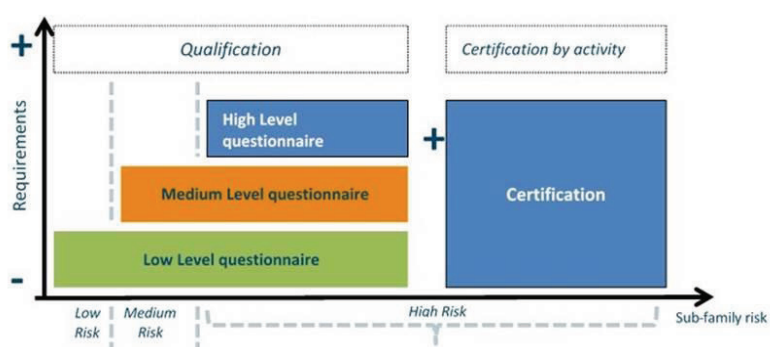 +
Qualification
Certification by activity
Requirements
High Level
questionnaire
+
Certification
Medium Level questionnaire
Low Level questionnaire
-
Low
Risk
Medium
Risk
High Risk
Sub-family risk